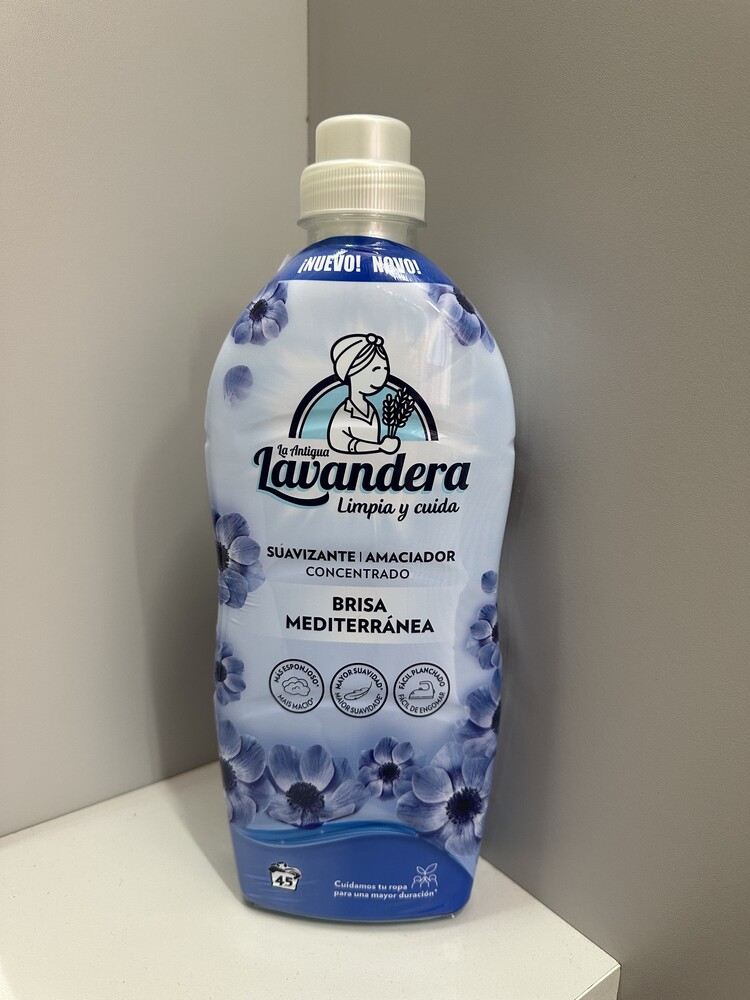 ¡NUEVO! NOVO!
La Antigua
Lavandera
Limpia y cuida
SUAVIZANTE | AMACIADOR
CONCENTRADO
BRISA
MEDITERRÁNEA
MÁS ESPONJOSO*
MAIS MACIO*
MAYOR SUAVIDAD*
MAIOR SUAVIDADE*
FÁCIL PLANCHADO
FÁCIL DE ENGOMAR
45
Cuidamos tu ropa
para una mayor duración*